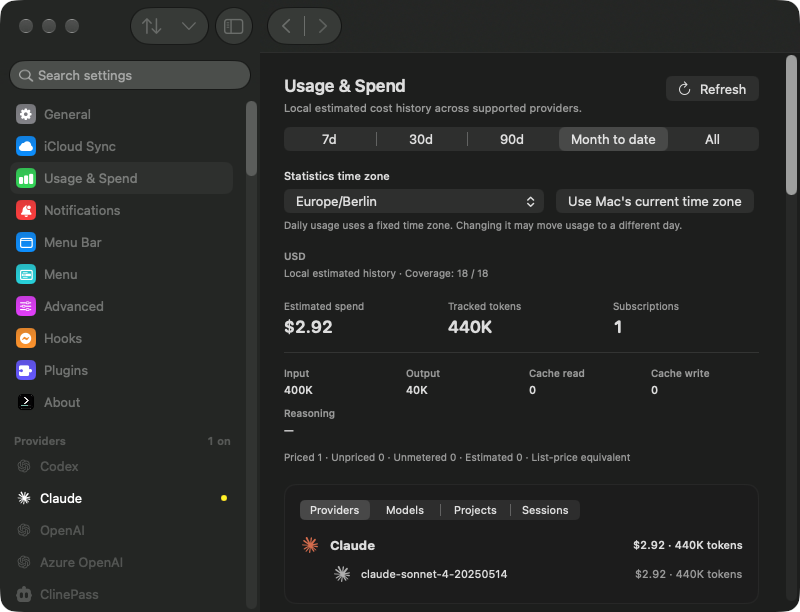 Search settings
General
iCloud Sync
Usage & Spend
Notifications
Menu Bar
Menu
Advanced
Hooks
Plugins
About
Providers 1 on
Codex
Claude
OpenAI
Azure OpenAI
ClinePass
Usage & Spend
Refresh
Local estimated cost history across supported providers.
7d 30d 90d Month to date All
Statistics time zone
Europe/Berlin Use Mac's current time zone
Daily usage uses a fixed time zone. Changing it may move usage to a different day.
USD
Local estimated history · Coverage: 18 / 18
Estimated spend Tracked tokens Subscriptions
$2.92 440K 1
Input Output Cache read Cache write
400K 40K 0 0
Reasoning
—
Priced 1 · Unpriced 0 · Unmetered 0 · Estimated 0 · List-price equivalent
Providers Models Projects Sessions
Claude $2.92 · 440K tokens
claude-sonnet-4-20250514 $2.92 · 440K tokens